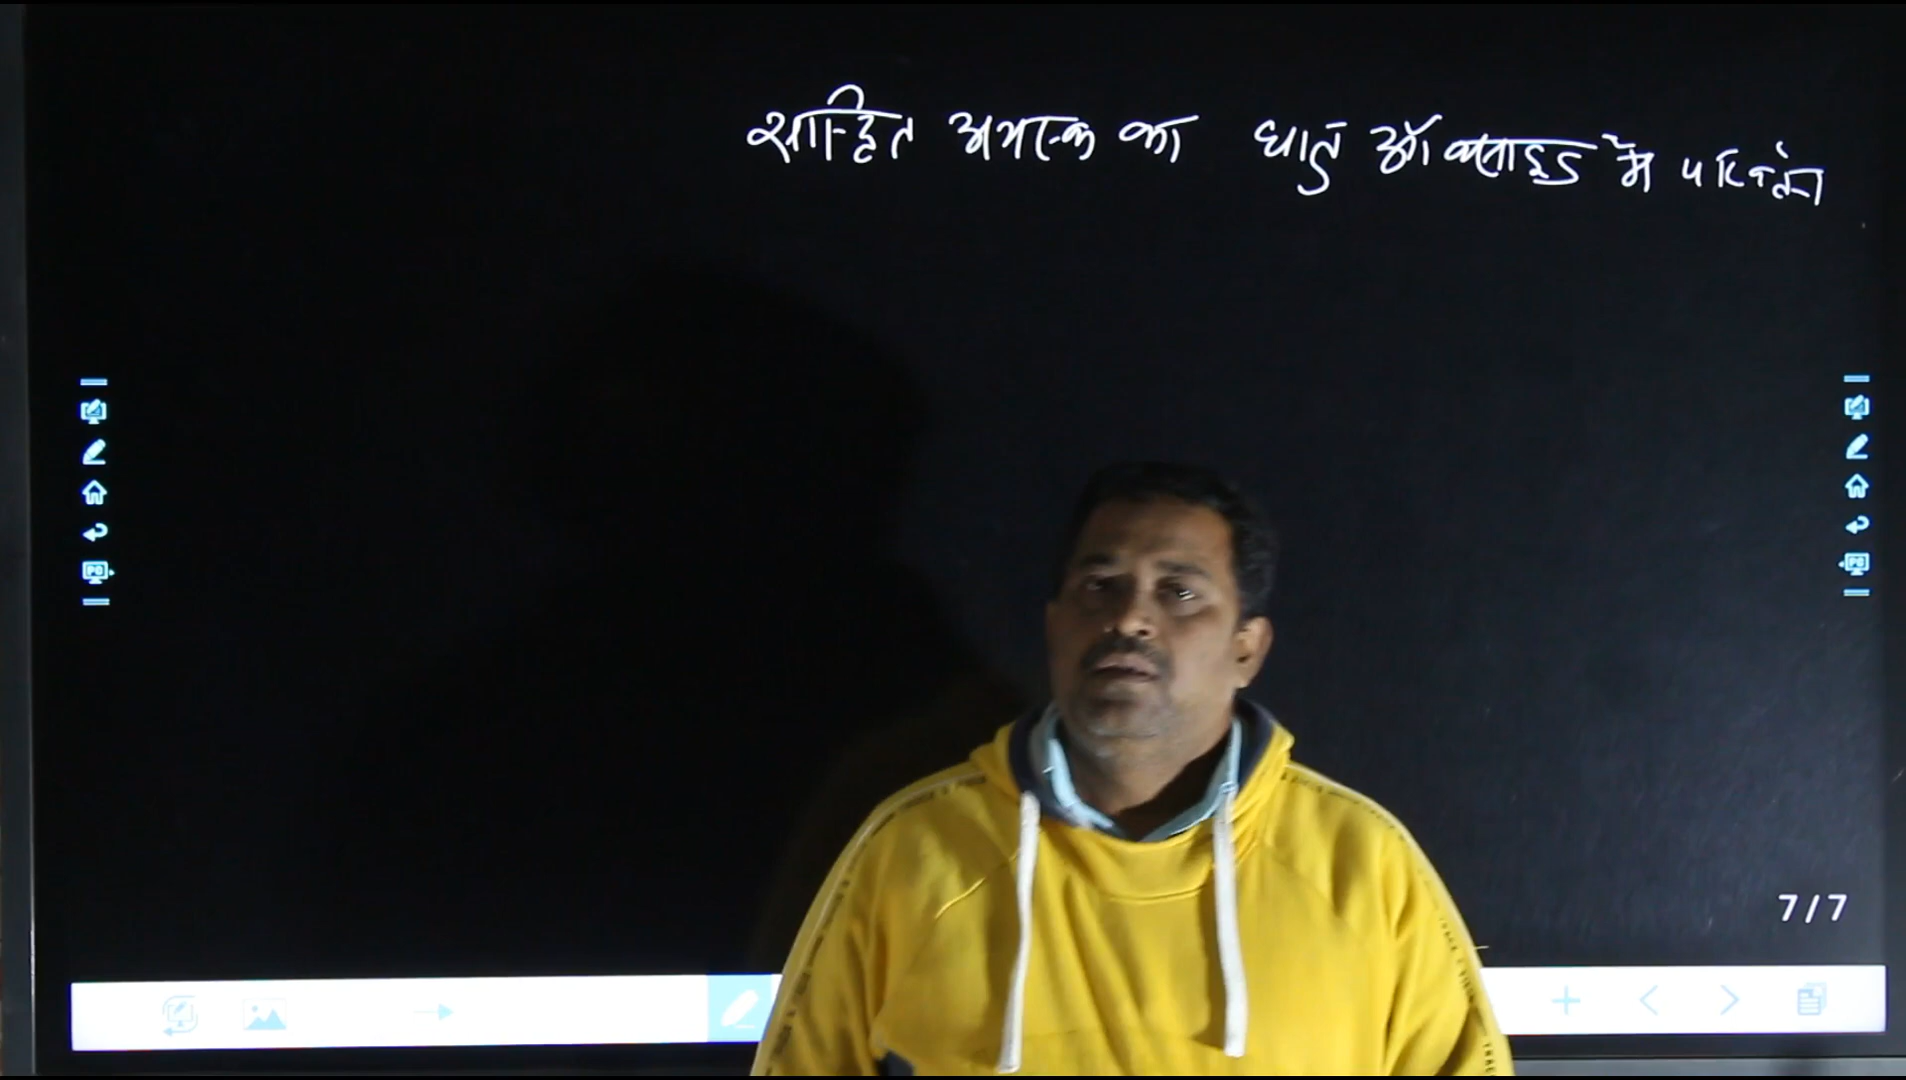 सान्द्रित अयस्क का धातु ऑक्साइड में परिवर्तन
7/7